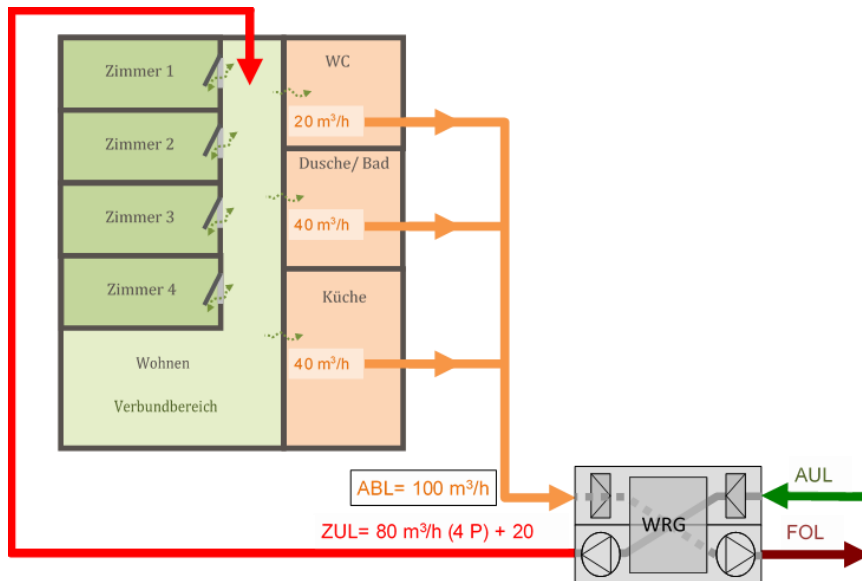 Zimmer 1
WC
20 m³/h
Zimmer 2
Dusche/ Bad
Zimmer 3
40 m³/h
Zimmer 4
Küche
Wohnen
40 m³/h
Verbundbereich
ABL= 100 m³/h
AUL
ZUL= 80 m³/h (4 P) + 20
WRG
FOL